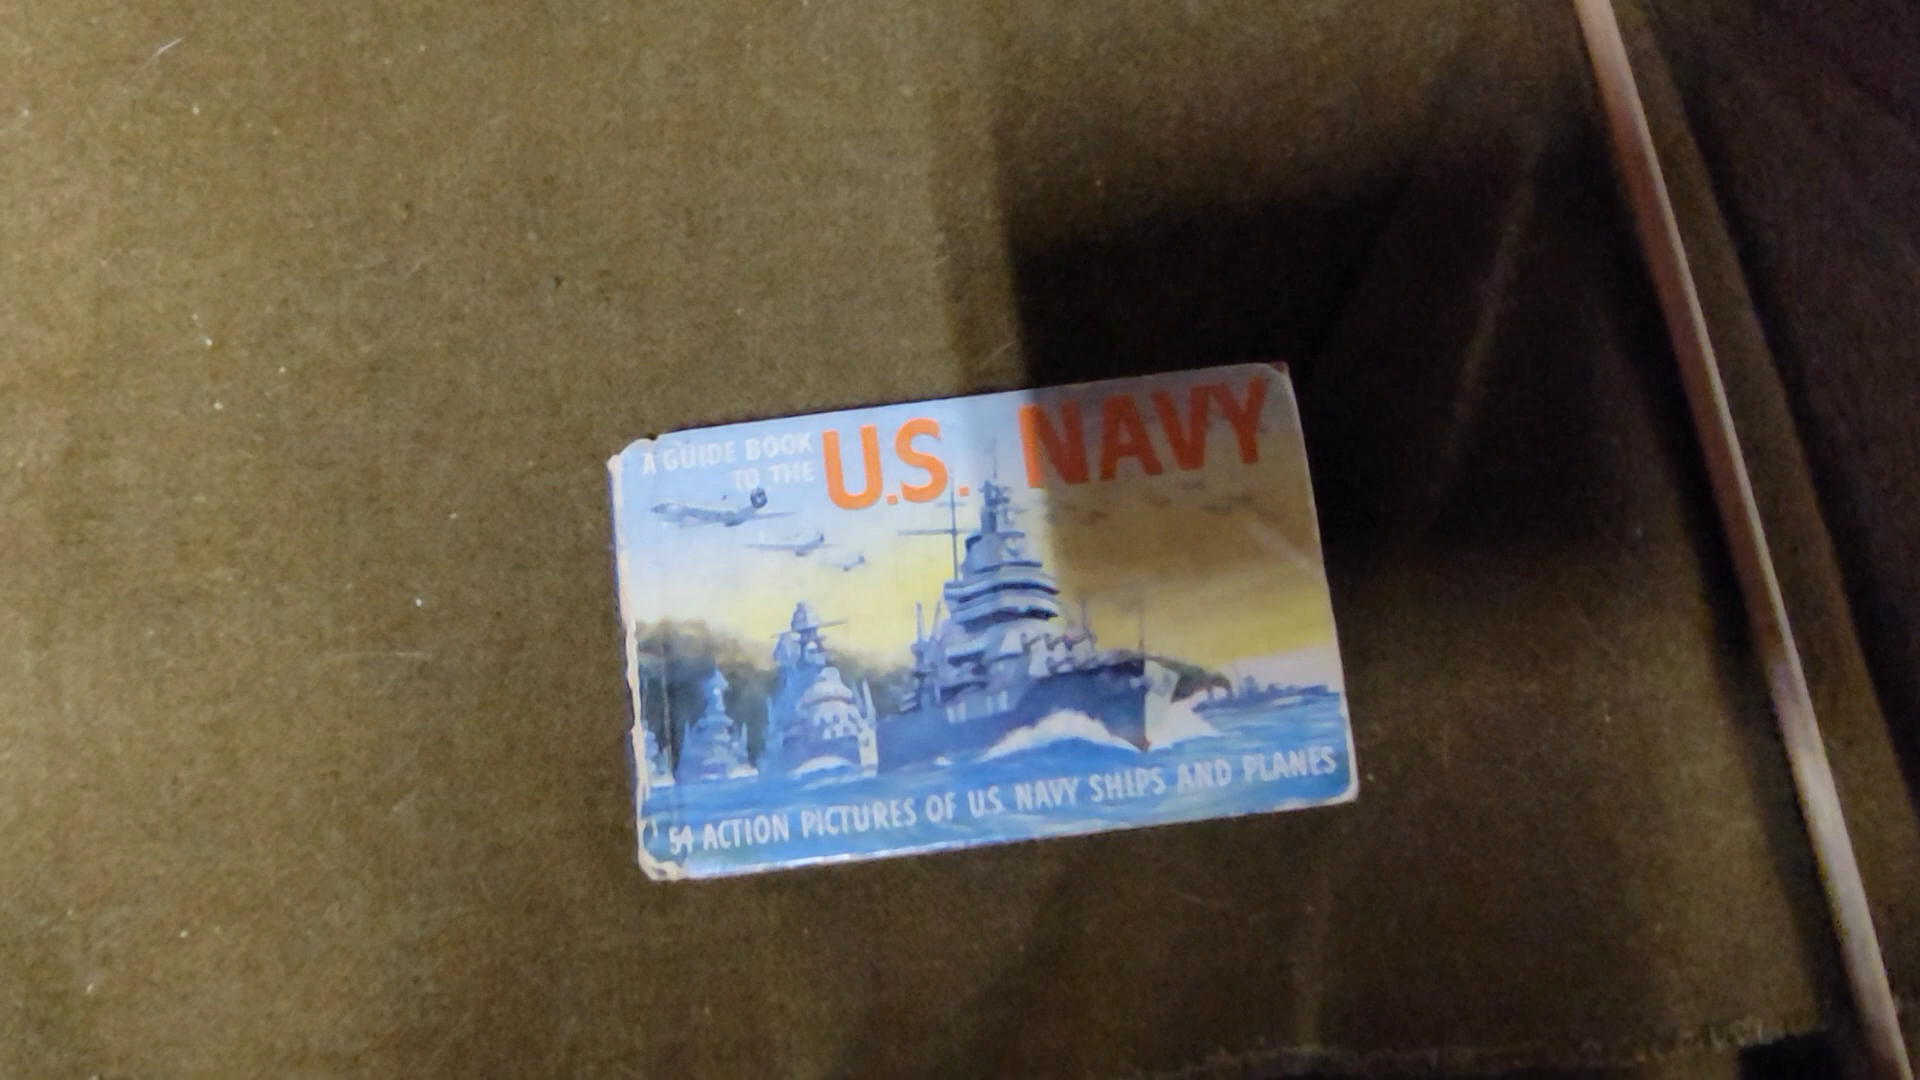 A GUIDE BOOK
TO THE
U.S. NAVY
54 ACTION PICTURES OF U.S. NAVY SHIPS AND PLANES